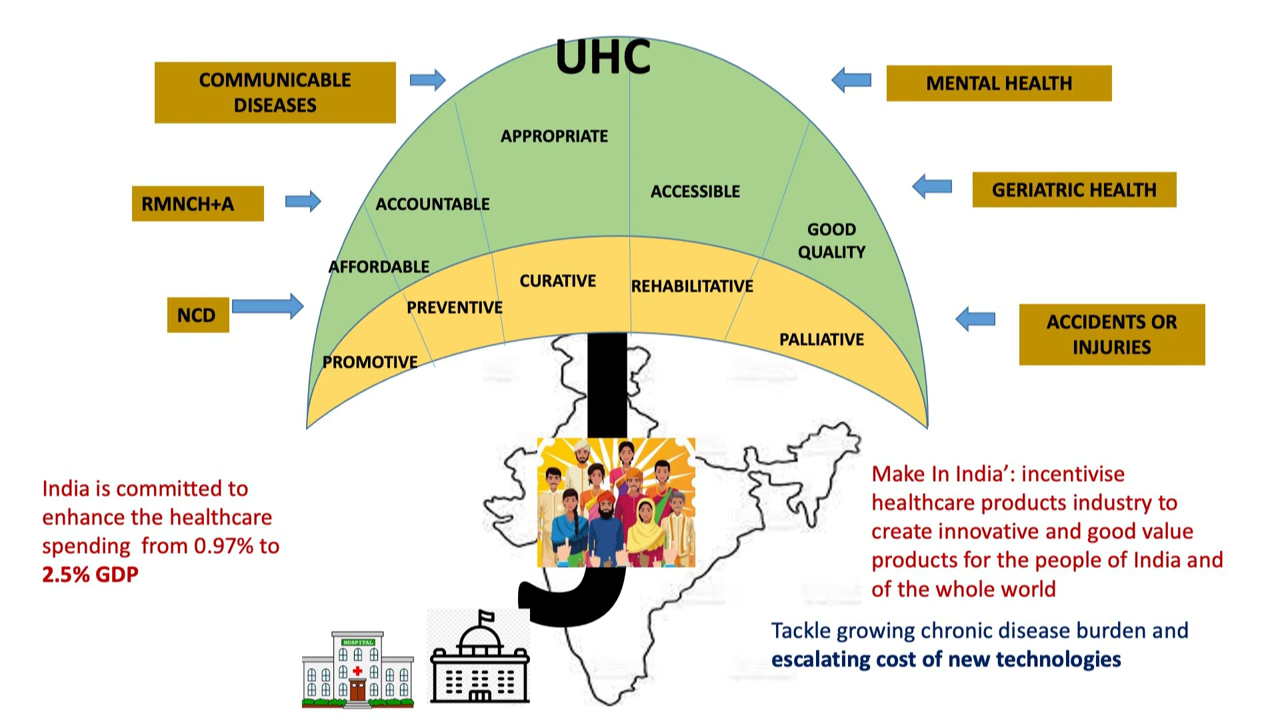 UHC
COMMUNICABLE
DISEASES
MENTAL HEALTH
APPROPRIATE
ACCESSIBLE
GERIATRIC HEALTH
RMNCH+A
ACCOUNTABLE
GOOD
QUALITY
AFFORDABLE
CURATIVE
REHABILITATIVE
PREVENTIVE
NCD
ACCIDENTS OR
INJURIES
PALLIATIVE
PROMOTIVE
India is committed to
enhance the healthcare
spending from 0.97% to
2.5% GDP
Make In India’: incentivise
healthcare products industry to
create innovative and good value
products for the people of India and
of the whole world
Tackle growing chronic disease burden and
escalating cost of new technologies
HOSPITAL